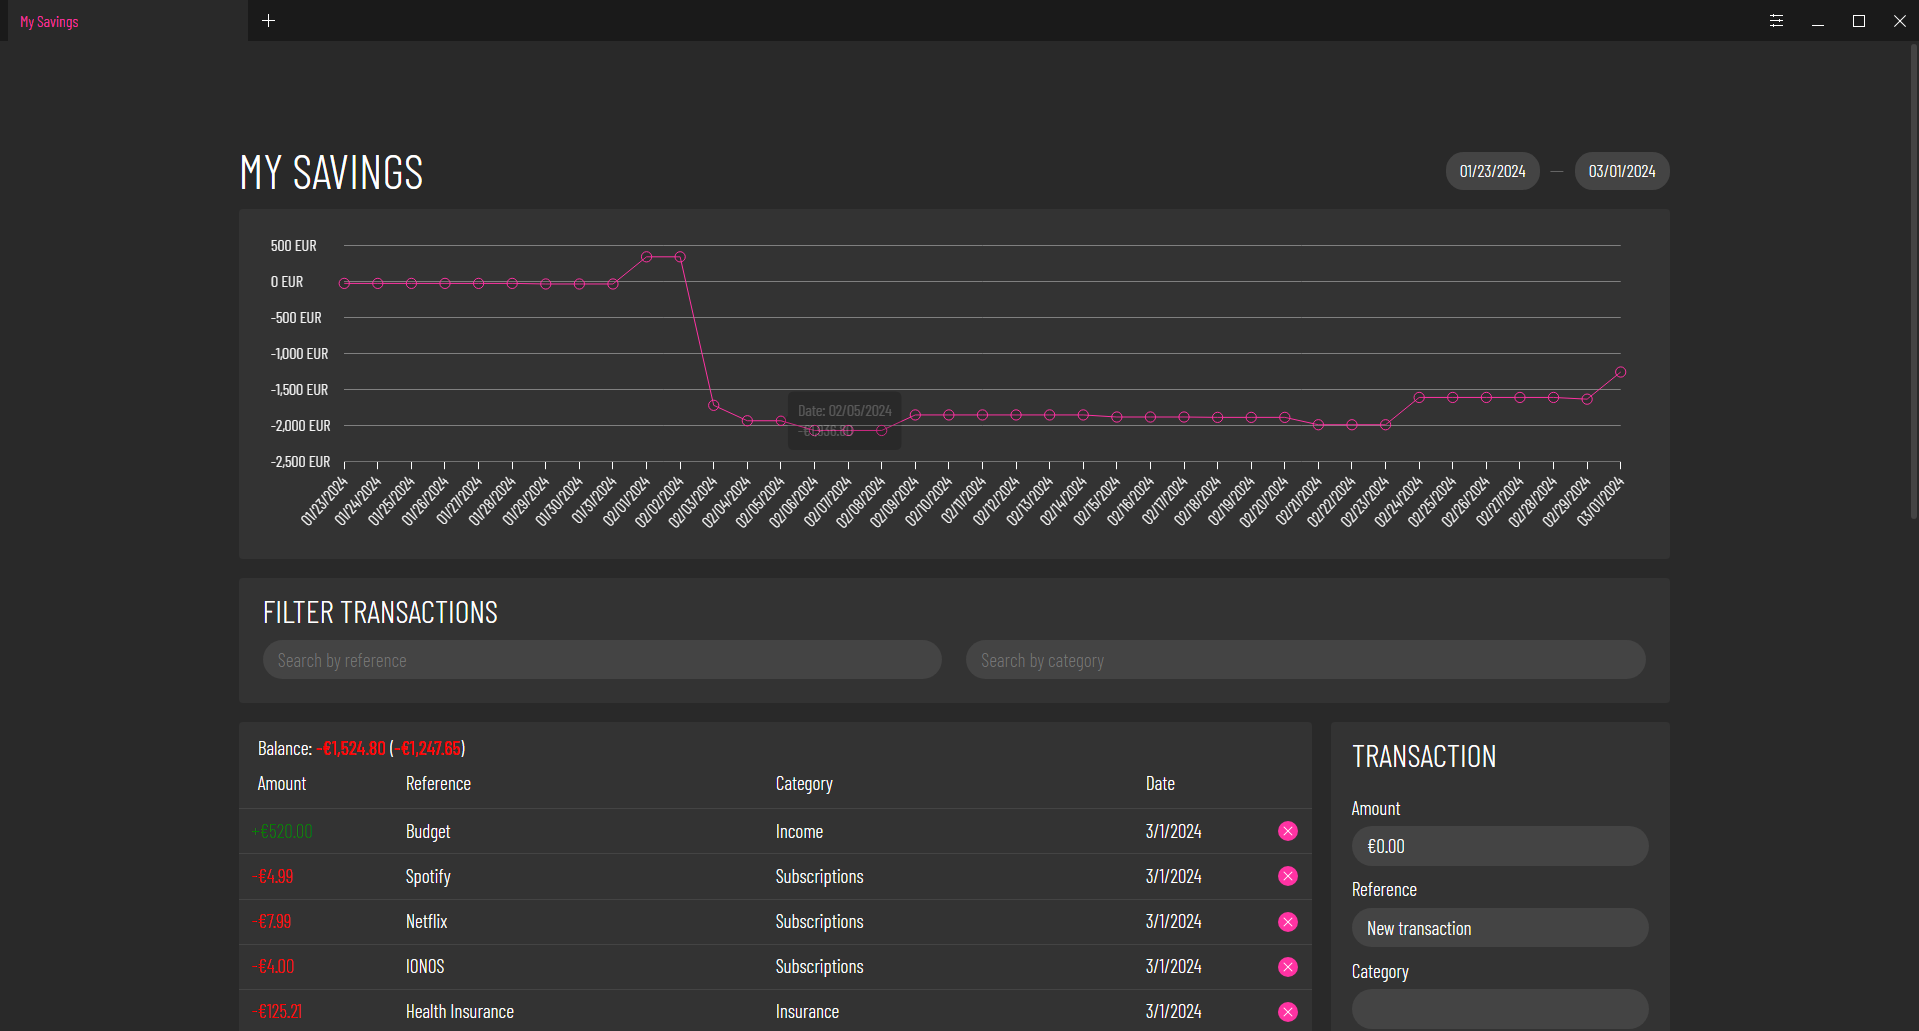 My Savings
MY SAVINGS
01/23/2024 — 03/01/2024
500 EUR
0 EUR
-500 EUR
-1,000 EUR
-1,500 EUR
-2,000 EUR
-2,500 EUR
Date: 02/05/2024
-€1,936.80
01/23/2024 01/24/2024 01/25/2024 01/26/2024 01/27/2024 01/28/2024 01/29/2024 01/30/2024 01/31/2024 02/01/2024 02/02/2024 02/03/2024 02/04/2024 02/05/2024 02/06/2024 02/07/2024 02/08/2024 02/09/2024 02/10/2024 02/11/2024 02/12/2024 02/13/2024 02/14/2024 02/15/2024 02/16/2024 02/17/2024 02/18/2024 02/19/2024 02/20/2024 02/21/2024 02/22/2024 02/23/2024 02/24/2024 02/25/2024 02/26/2024 02/27/2024 02/28/2024 02/29/2024 03/01/2024
FILTER TRANSACTIONS
Search by reference Search by category
Balance: -€1,524.80 (-€1,247.65)
Amount Reference Category Date
+€520.00 Budget Income 3/1/2024
-€4.99 Spotify Subscriptions 3/1/2024
-€7.99 Netflix Subscriptions 3/1/2024
-€4.00 IONOS Subscriptions 3/1/2024
-€125.21 Health Insurance Insurance 3/1/2024
TRANSACTION
Amount
€0.00
Reference
New transaction
Category